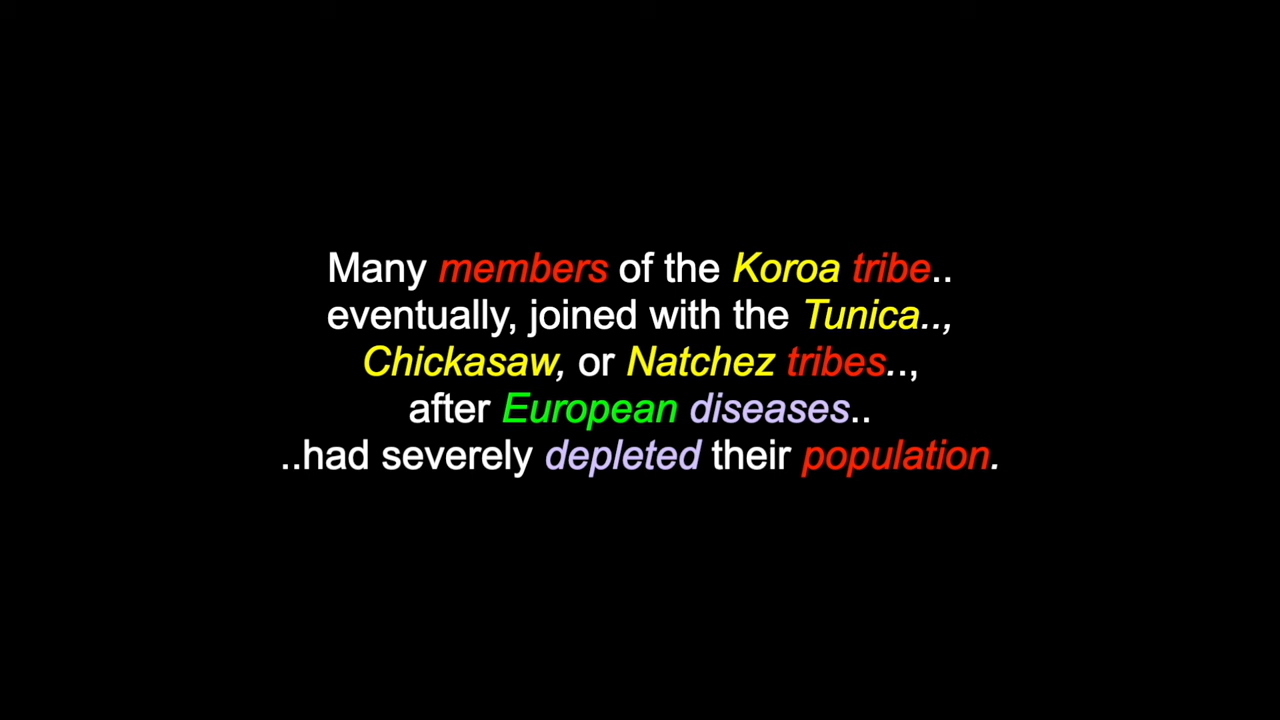 Many members of the Koroa tribe..
eventually, joined with the Tunica..,
Chickasaw, or Natchez tribes..,
after European diseases..
..had severely depleted their population.